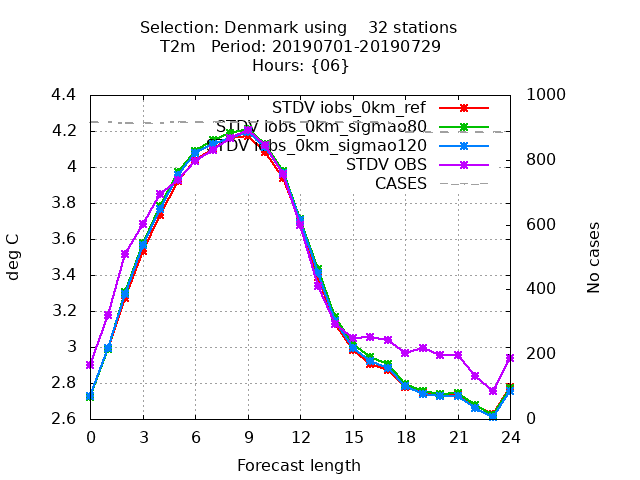 Selection: Denmark using 32 stations
T2m Period: 20190701-20190729
Hours: {06}
4.4
4.2
4
3.8
3.6
3.4
3.2
3
2.8
2.6
deg C
STDV iobs_0km_ref
STDV iobs_0km_sigmao80
STDV iobs_0km_sigmao120
STDV OBS
CASES
1000
800
600
400
200
0
No cases
0 3 6 9 12 15 18 21 24
Forecast length